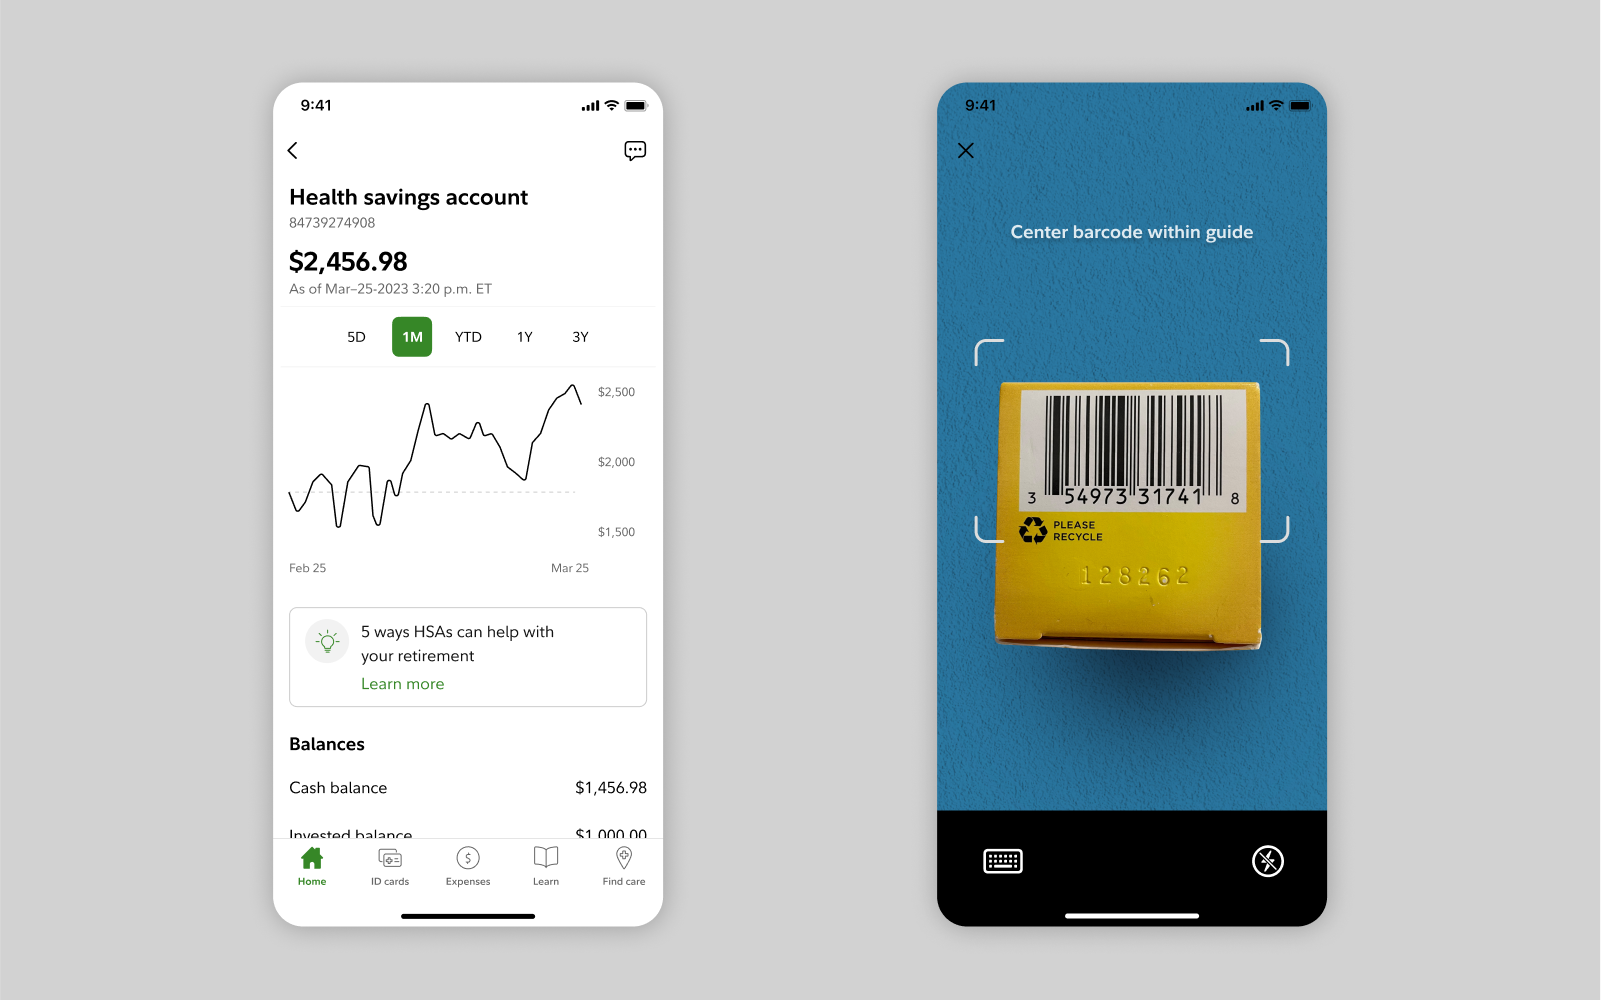 9:41
Health savings account
84739274908
$2,456.98
As of Mar–25-2023 3:20 p.m. ET
5D 1M YTD 1Y 3Y
$2,500
$2,000
$1,500
Feb 25 Mar 25
5 ways HSAs can help with
your retirement
Learn more
Balances
Cash balance $1,456.98
Invested balance $1,000.00
Home ID cards Expenses Learn Find care
9:41
Center barcode within guide
3 54973 31741 8
PLEASE
RECYCLE
128262